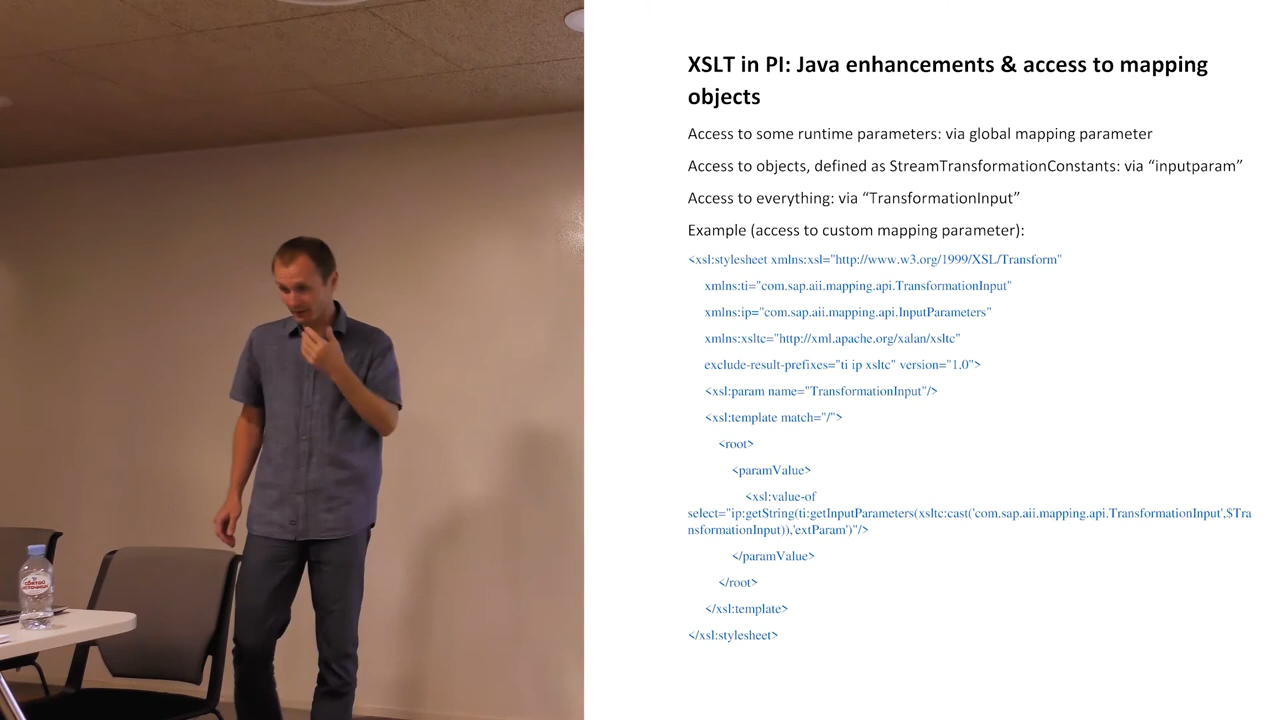 XSLT in PI: Java enhancements & access to mapping
objects
Access to some runtime parameters: via global mapping parameter
Access to objects, defined as StreamTransformationConstants: via “inputparam”
Access to everything: via “TransformationInput”
Example (access to custom mapping parameter):
<xsl:stylesheet xmlns:xsl="http://www.w3.org/1999/XSL/Transform"
xmlns:ti="com.sap.aii.mapping.api.TransformationInput"
xmlns:ip="com.sap.aii.mapping.api.InputParameters"
xmlns:xsltc="http://xml.apache.org/xalan/xsltc"
exclude-result-prefixes="ti ip xsltc" version="1.0">
<xsl:param name="TransformationInput"/>
<xsl:template match="/">
<root>
<paramValue>
<xsl:value-of
select="ip:getString(ti:getInputParameters(xsltc:cast('com.sap.aii.mapping.api.TransformationInput',$Tra
nsformationInput)),'extParam')"/>
</paramValue>
</root>
</xsl:template>
</xsl:stylesheet>